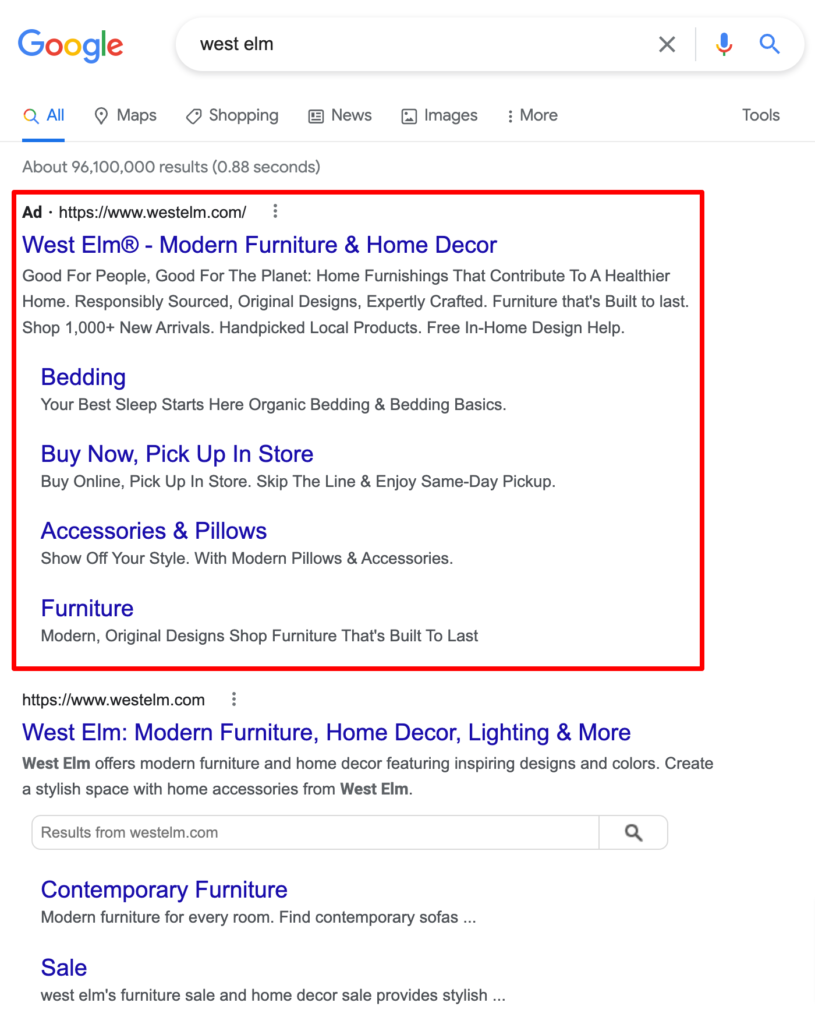 Google
west elm
All Maps Shopping News Images More Tools
About 96,100,000 results (0.88 seconds)
Ad · https://www.westelm.com/
West Elm® - Modern Furniture & Home Decor
Good For People, Good For The Planet: Home Furnishings That Contribute To A Healthier
Home. Responsibly Sourced, Original Designs, Expertly Crafted. Furniture that's Built to last.
Shop 1,000+ New Arrivals. Handpicked Local Products. Free In-Home Design Help.
Bedding
Your Best Sleep Starts Here Organic Bedding & Bedding Basics.
Buy Now, Pick Up In Store
Buy Online, Pick Up In Store. Skip The Line & Enjoy Same-Day Pickup.
Accessories & Pillows
Show Off Your Style. With Modern Pillows & Accessories.
Furniture
Modern, Original Designs Shop Furniture That's Built To Last
https://www.westelm.com
West Elm: Modern Furniture, Home Decor, Lighting & More
West Elm offers modern furniture and home decor featuring inspiring designs and colors. Create
a stylish space with home accessories from West Elm.
Results from westelm.com
Contemporary Furniture
Modern furniture for every room. Find contemporary sofas ...
Sale
west elm's furniture sale and home decor sale provides stylish ...